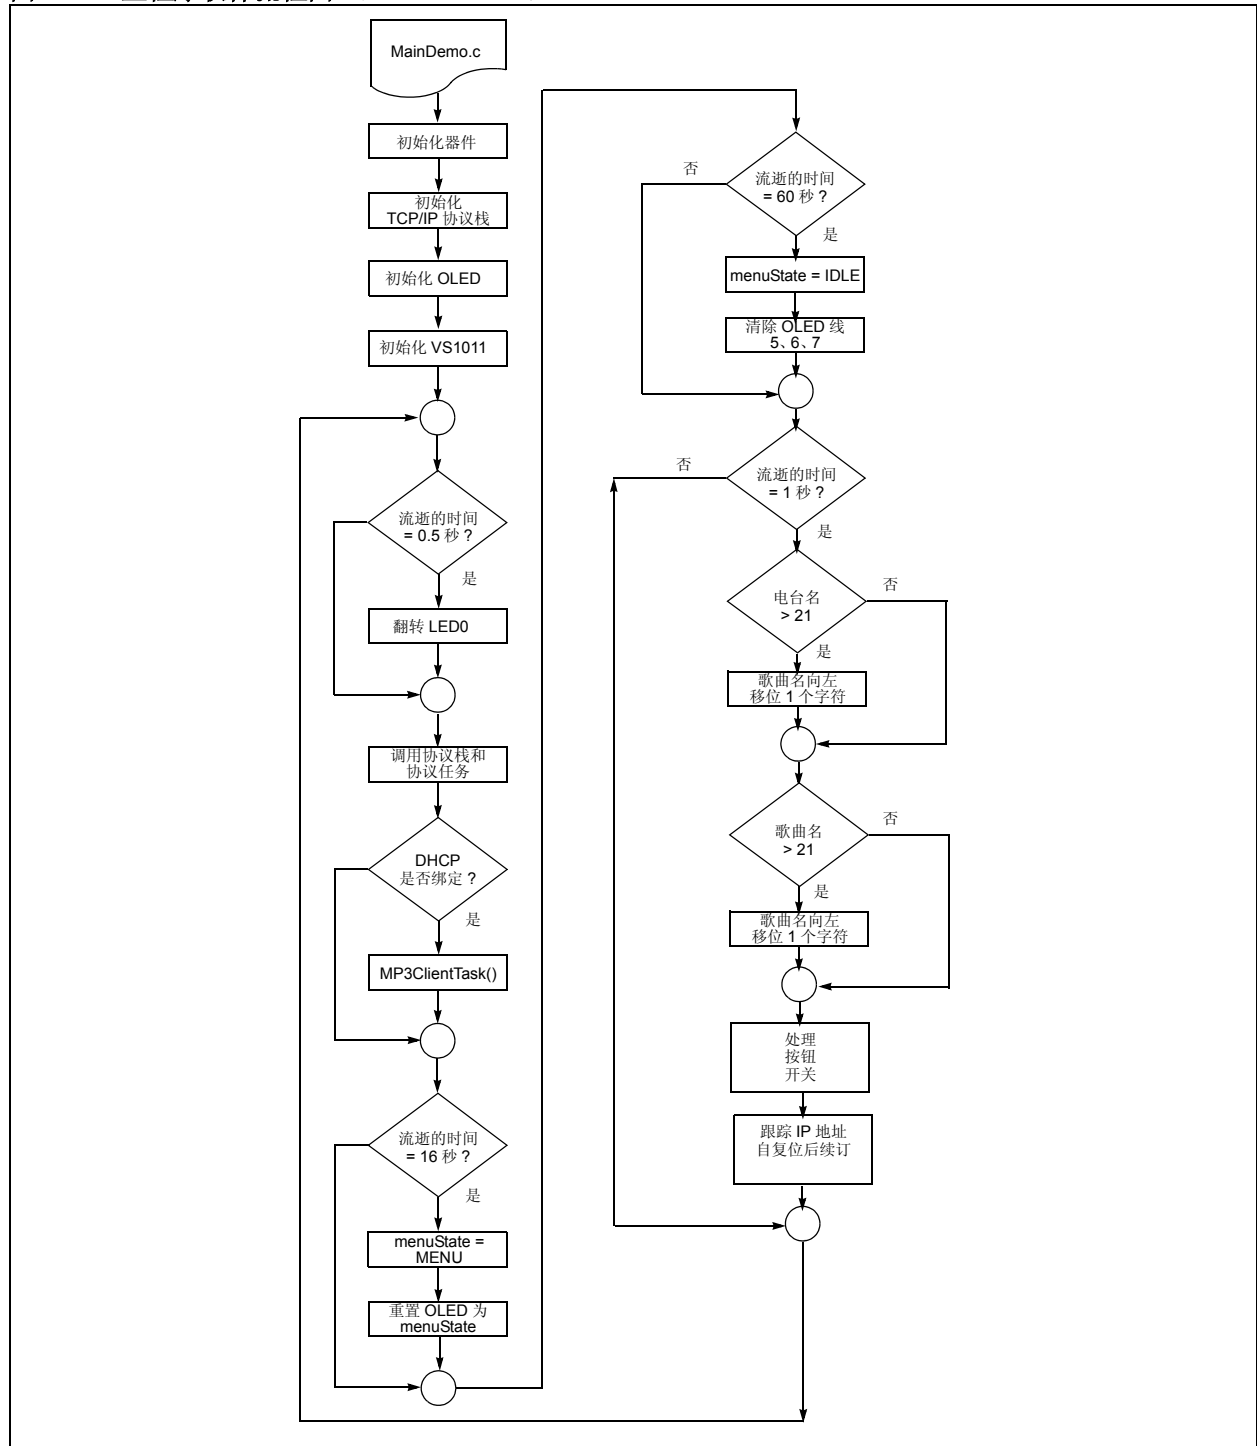 MainDemo.c
初始化器件
初始化
TCP/IP 协议栈
初始化 OLED
初始化 VS1011
流逝的时间
= 0.5 秒 ?
是
翻转 LED0
调用协议栈和
协议任务
DHCP
是否绑定 ?
是
MP3ClientTask()
流逝的时间
= 16 秒 ?
是
menuState =
MENU
重置 OLED 为
menuState
流逝的时间
= 60 秒 ?
否
是
menuState = IDLE
清除 OLED 线
5、6、7
流逝的时间
= 1 秒 ?
否
是
电台名
> 21
否
是
歌曲名向左
移位 1 个字符
歌曲名
> 21
否
是
歌曲名向左
移位 1 个字符
处理
按钮
开关
跟踪 IP 地址
自复位后续订